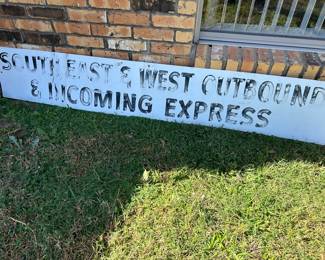 SOUTH EAST & WEST OUTBOUND
& INCOMING EXPRESS